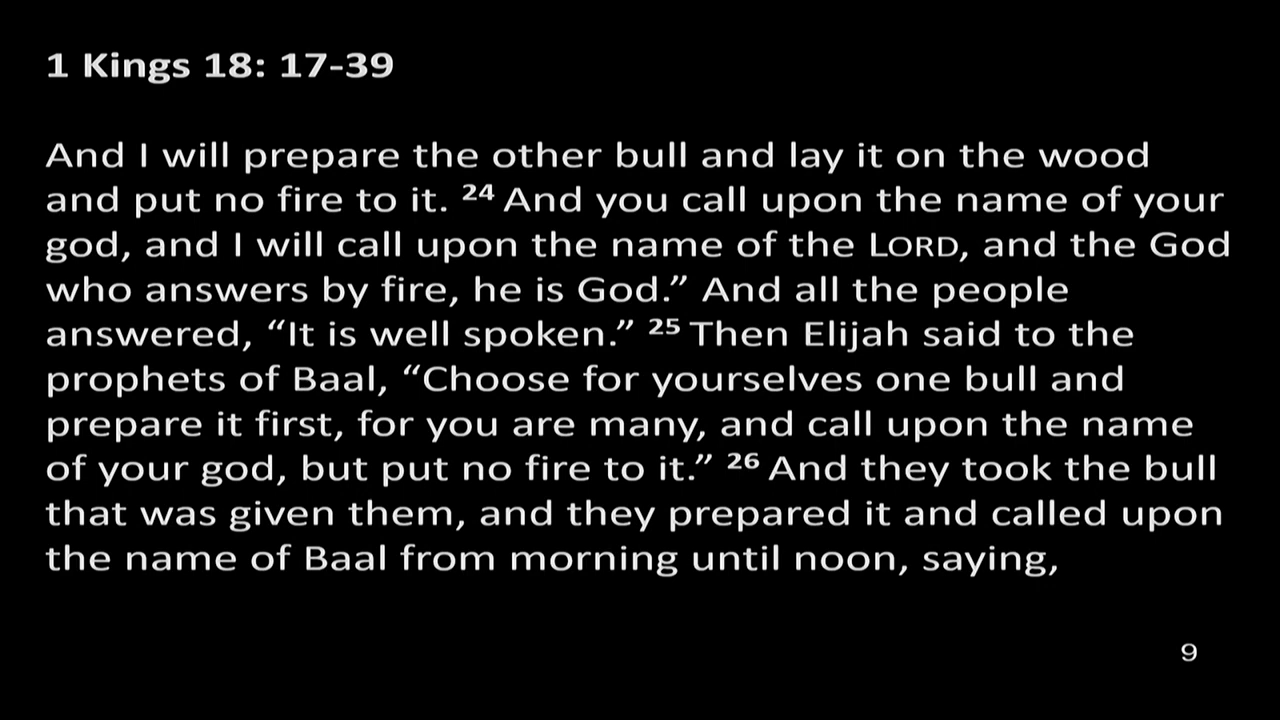 1 Kings 18: 17-39
And I will prepare the other bull and lay it on the wood
and put no fire to it. 24 And you call upon the name of your
god, and I will call upon the name of the LORD, and the God
who answers by fire, he is God.” And all the people
answered, “It is well spoken.” 25 Then Elijah said to the
prophets of Baal, “Choose for yourselves one bull and
prepare it first, for you are many, and call upon the name
of your god, but put no fire to it.” 26 And they took the bull
that was given them, and they prepared it and called upon
the name of Baal from morning until noon, saying,
9